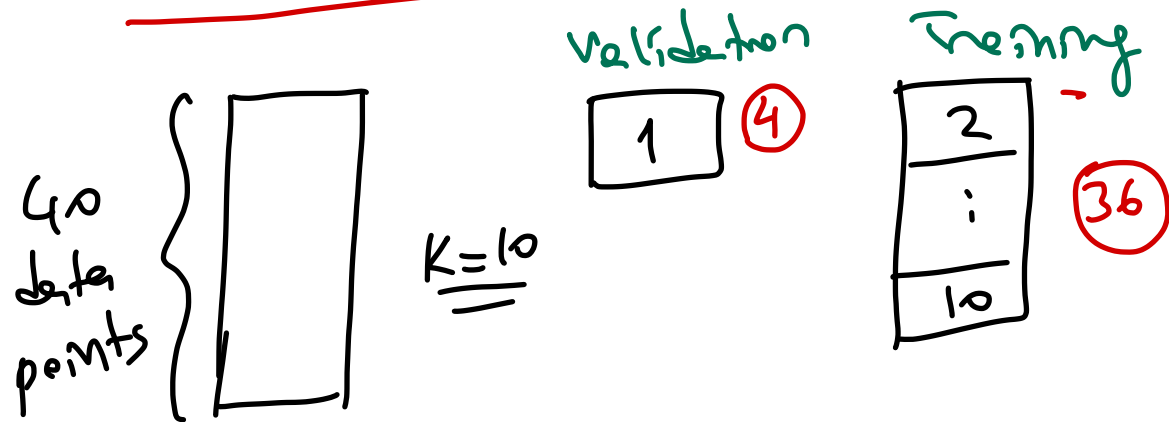 Validation
Training
1
4
2
⋮
10
36
40
data
points
K=10